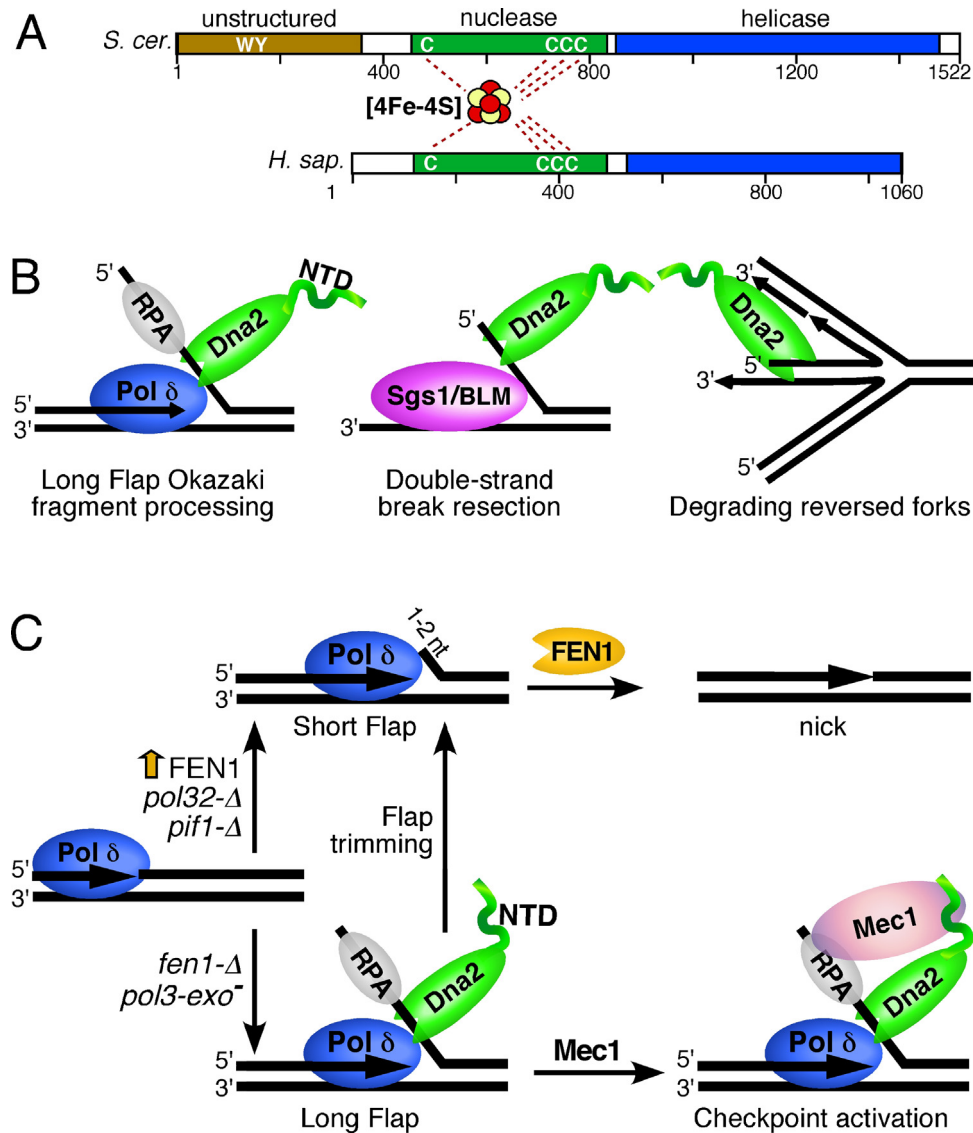 A
unstructured nuclease helicase
S. cer. WY C CCC
1 400 800 1200 1522
[4Fe-4S]
H. sap. C CCC
1 400 800 1060
B
5' RPA Dna2 NTD
Pol δ
5'
3'
Long Flap Okazaki
fragment processing
5' Dna2
Sgs1/BLM
3'
Double-strand
break resection
3'
Dna2
5'
3'
5'
Degrading reversed forks
C
Pol δ 1-2 nt
5'
3'
Short Flap
FEN1
nick
FEN1
pol32-Δ
pif1-Δ
Flap
trimming
Pol δ
5'
3'
fen1-Δ
pol3-exo-
NTD
RPA Dna2
Pol δ
5'
3'
Long Flap
Mec1
Mec1
RPA Dna2
Pol δ
5'
3'
Checkpoint activation